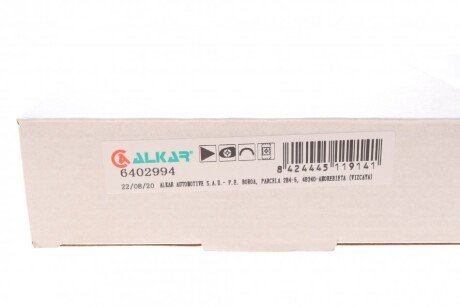 ALKAR
6402994
8 424445 119141
22/08/20 ALKAR AUTOMOTIVE S.A.U.- P.E. BOROA, PARCELA 2B4-5, 48340-AMOREBIETA (VIZCAYA)